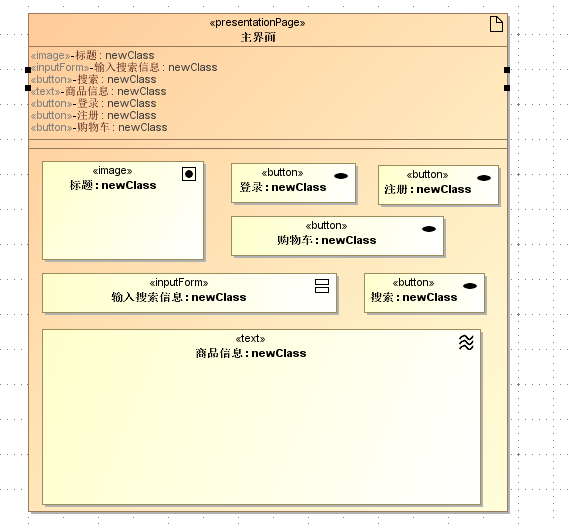 «presentationPage»
主界面
«image»-标题 : newClass
«inputForm»-输入搜索信息 : newClass
«button»-搜索 : newClass
«text»-商品信息 : newClass
«button»-登录 : newClass
«button»-注册 : newClass
«button»-购物车 : newClass
«image»
标题 : newClass
«button»
登录 : newClass
«button»
注册 : newClass
«button»
购物车 : newClass
«inputForm»
输入搜索信息 : newClass
«button»
搜索 : newClass
«text»
商品信息 : newClass